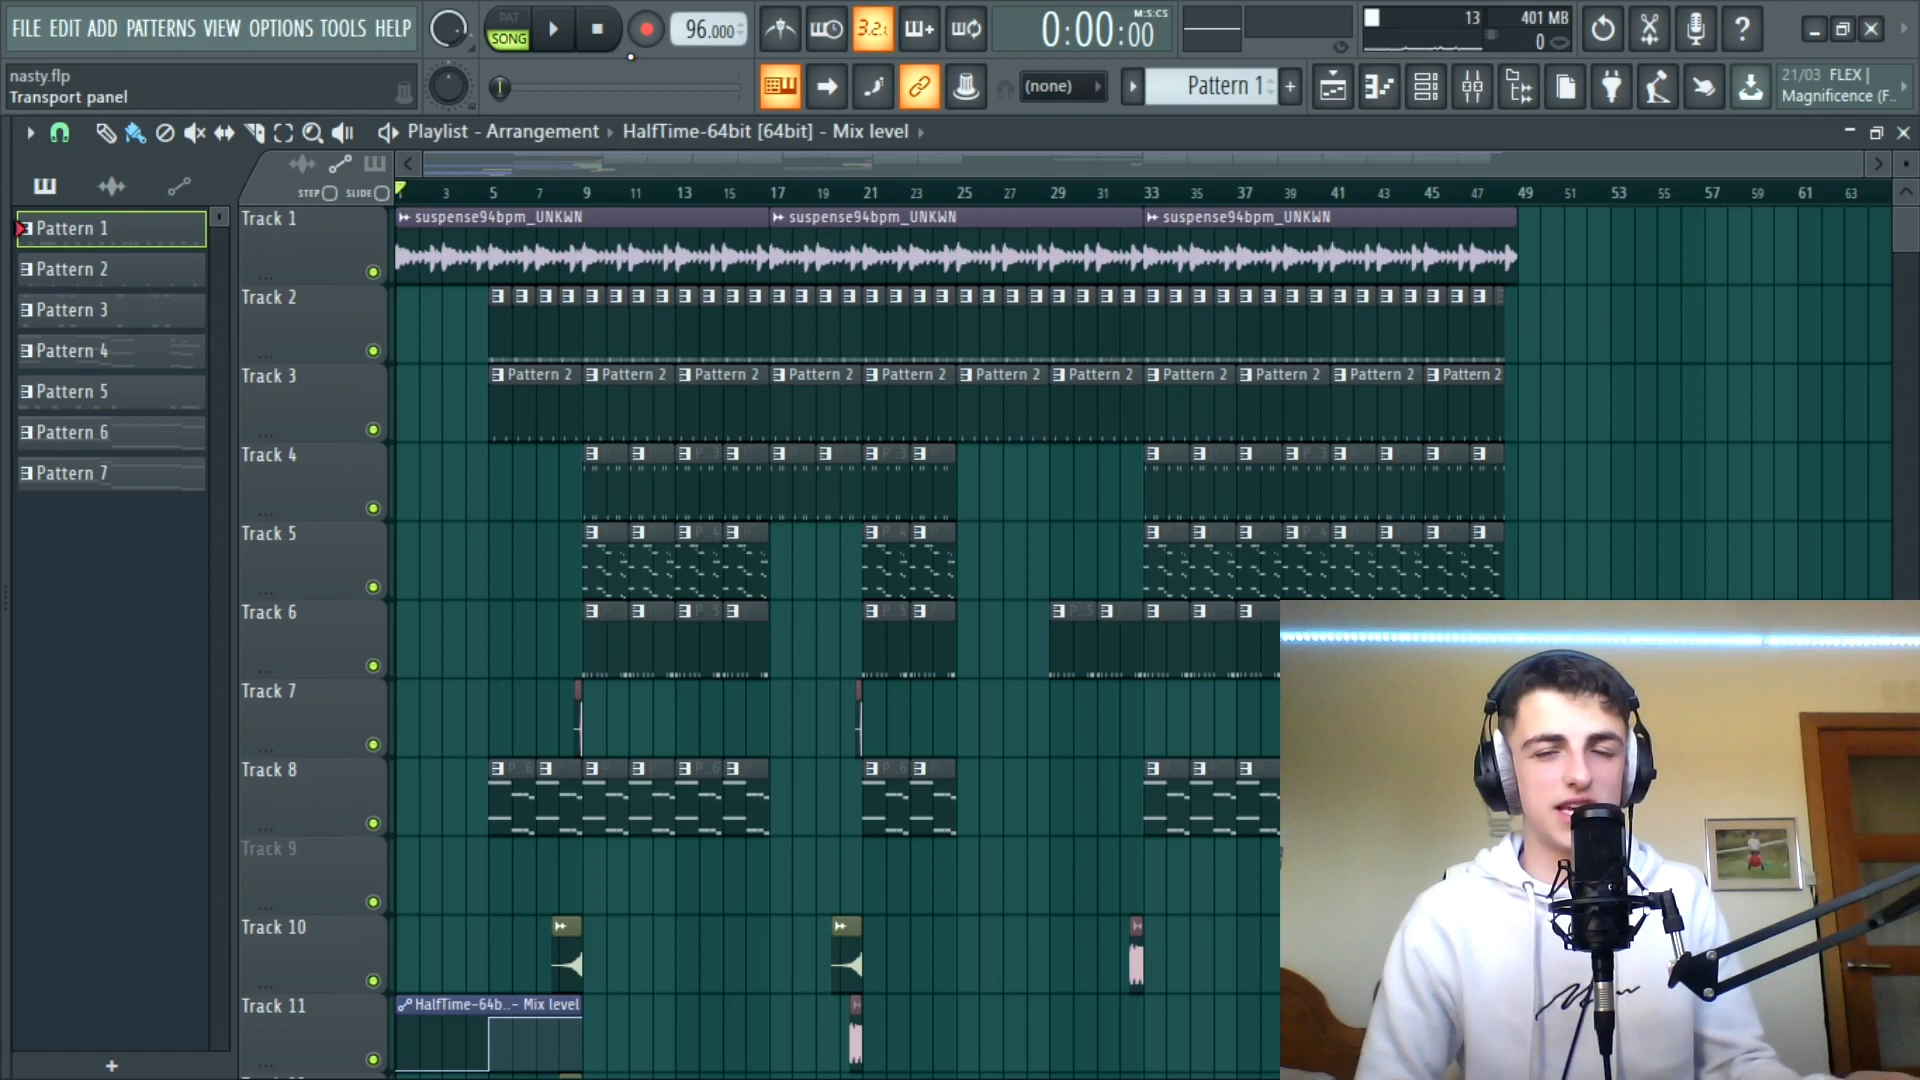 FILE EDIT ADD PATTERNS VIEW OPTIONS TOOLS HELP
PAT
SONG
96.000
3.2.1
0:00:00
M:S:CS
13
401 MB
0
nasty.flp
Transport panel
(none)
Pattern 1
21/03 FLEX |
Magnificence (F..
Playlist - Arrangement HalfTime-64bit [64bit] - Mix level
STEP SLIDE
3 5 7 9 11 13 15 17 19 21 23 25 27 29 31 33 35 37 39 41 43 45 47 49 51 53 55 57 59 61 63
Pattern 1
Pattern 2
Pattern 3
Pattern 4
Pattern 5
Pattern 6
Pattern 7
Track 1
suspense94bpm_UNKWN suspense94bpm_UNKWN suspense94bpm_UNKWN
Track 2
Track 3
Pattern 2 Pattern 2 Pattern 2 Pattern 2 Pattern 2 Pattern 2 Pattern 2 Pattern 2 Pattern 2 Pattern 2 Pattern 2
Track 4
Track 5
Track 6
Track 7
Track 8
Track 9
Track 10
Track 11
HalfTime-64b..- Mix level